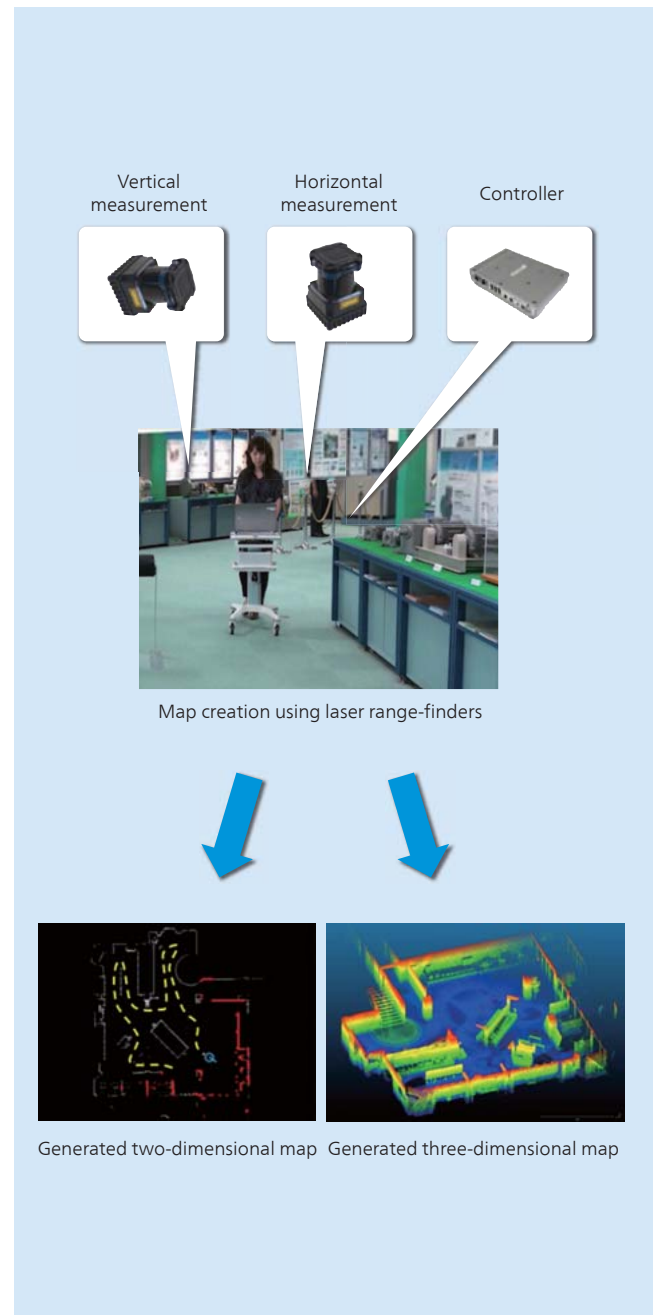 Vertical
measurement
Horizontal
measurement
Controller
Map creation using laser range-finders
Generated two-dimensional map
Generated three-dimensional map